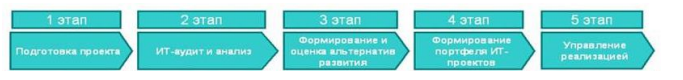 1 этап
2 этап
3 этап
4 этап
5 этап
Подготовка проекта
ИТ-аудит и анализ
Формирование и
оценка альтернатив
развития
Формирование
портфеля ИТ-
проектов
Управление
реализацией